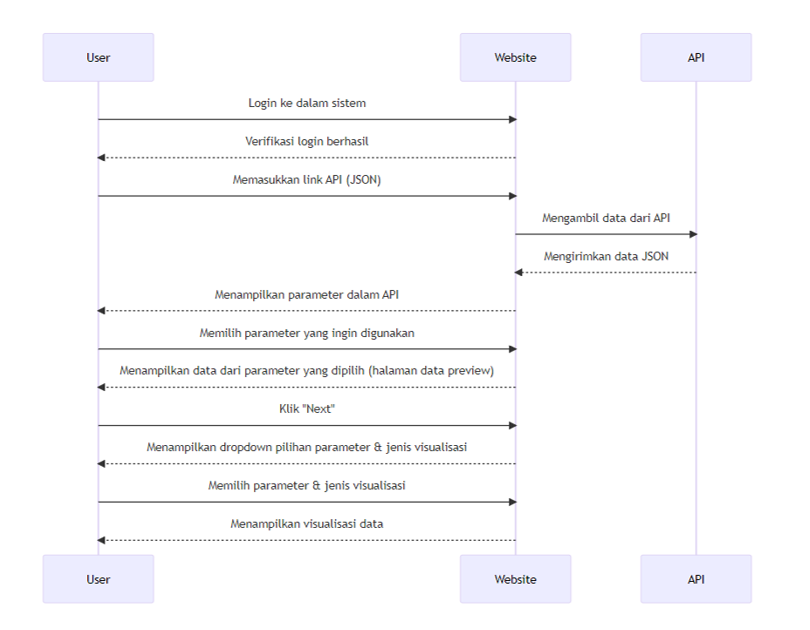 User Website API
Login ke dalam sistem
Verifikasi login berhasil
Memasukkan link API (JSON)
Mengambil data dari API
Mengirimkan data JSON
Menampilkan parameter dalam API
Memilih parameter yang ingin digunakan
Menampilkan data dari parameter yang dipilih (halaman data preview)
Klik "Next"
Menampilkan dropdown pilihan parameter & jenis visualisasi
Memilih parameter & jenis visualisasi
Menampilkan visualisasi data
User Website API